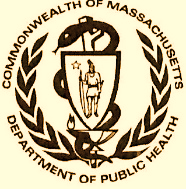 COMMONWEALTH OF MASSACHUSETTS
DEPARTMENT OF PUBLIC HEALTH